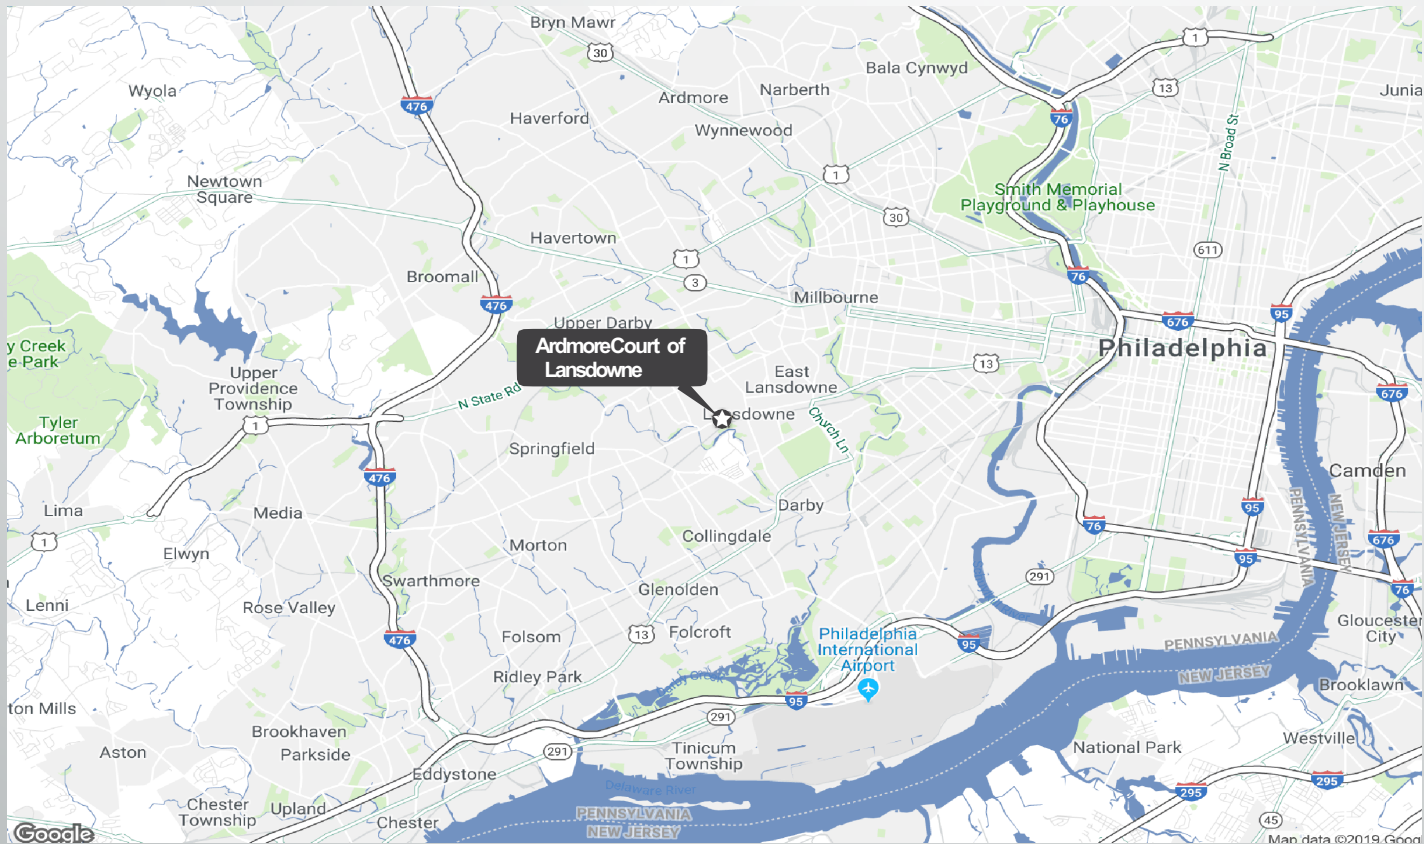 Bryn Mawr
30
1
Bala Cynwyd
Wyola
Ardmore
Narberth
13
Junia
476
Haverford
Wynnewood
76
N Broad St
Newtown
Square
1
Smith Memorial
Playground & Playhouse
30
Havertown
611
1
Broomall
3
76
476
Millbourne
95
676
Upper Darby
ArdmoreCourt of
Lansdowne
Philadelphia
y Creek
e Park
Upper
Providence
Township
N State Rd
East
Lansdowne
13
676
Tyler
Arboretum
1
Church Ln
Springfield
476
Camden
Lima
Media
Darby
95
PENNSYLVANIA
NEW JERSEY
76
1
Elwyn
Morton
Collingdale
95
676
Swarthmore
291
76
Lenni
Rose Valley
Glenolden
476
Folsom
13
Folcroft
Philadelphia
International
Airport
95
PENNSYLVANIA
NEW JERSEY
Gloucester
City
Ridley Park
Creek
95
Brooklawn
ton Mills
Brookhaven
291
Aston
Parkside
291
Tinicum
Township
National Park
Westville
Eddystone
Delaware River
295
295
Chester
Township
Upland
Chester
PENNSYLVANIA
NEW JERSEY
45
Google
Map data ©2019 Goog